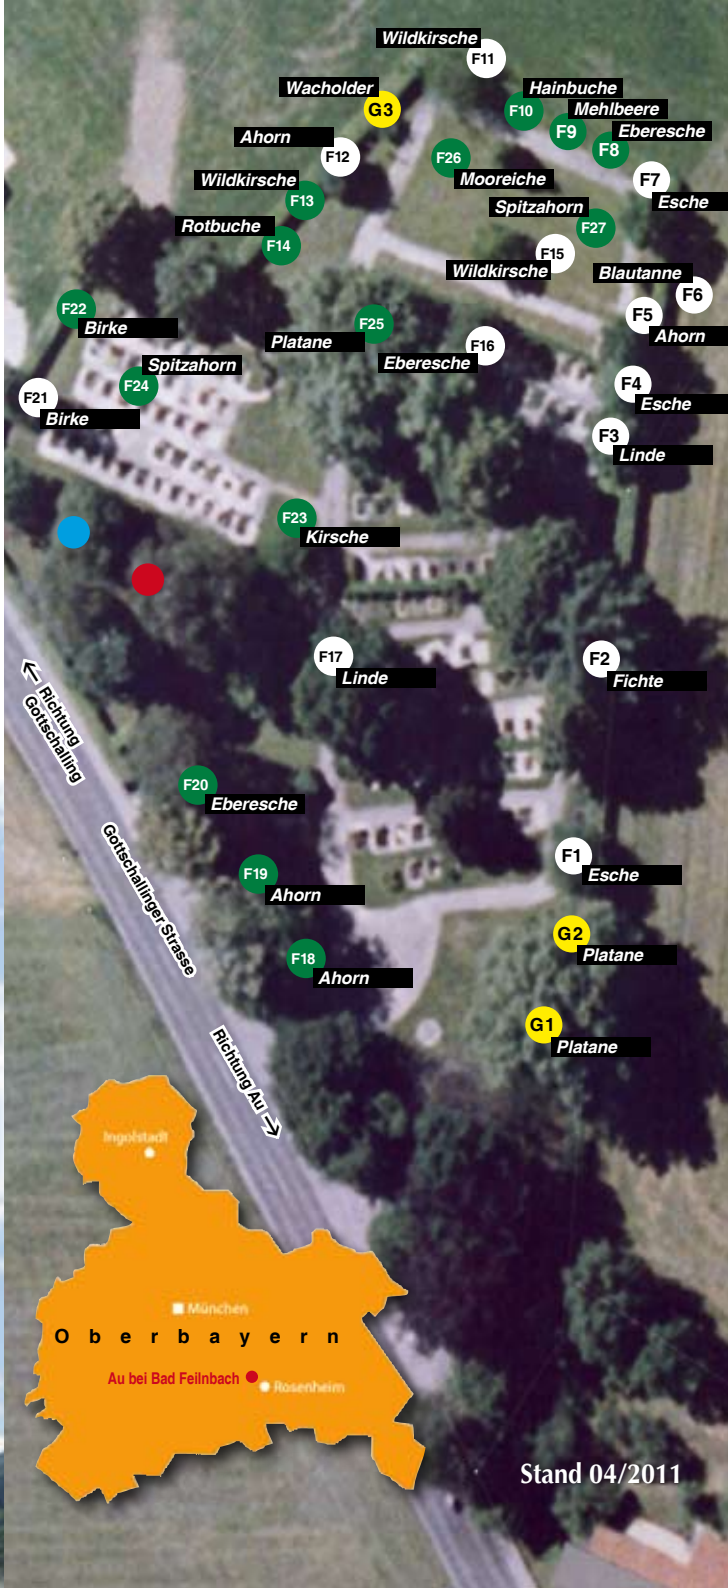 Wildkirsche
F11
Wacholder
G3
Hainbuche
F10
Mehlbeere
F9
Eberesche
F8
Ahorn
F12
F26
Mooreiche
F7
Esche
Wildkirsche
F13
Spitzahorn
F27
Rotbuche
F14
F15
Wildkirsche
Blautanne
F6
F22
Birke
F25
Platane
F5
Ahorn
F16
Eberesche
Spitzahorn
F24
F21
Birke
F4
Esche
F3
Linde
F23
Kirsche
F17
Linde
F2
Fichte
← Richtung
Gottschalling
F20
Eberesche
Gottschallinger Strasse
F1
Esche
F19
Ahorn
G2
Platane
F18
Ahorn
G1
Platane
Richtung Au →
Ingolstadt
München
Oberbayern
Au bei Bad Feilnbach
Rosenheim
Stand 04/2011